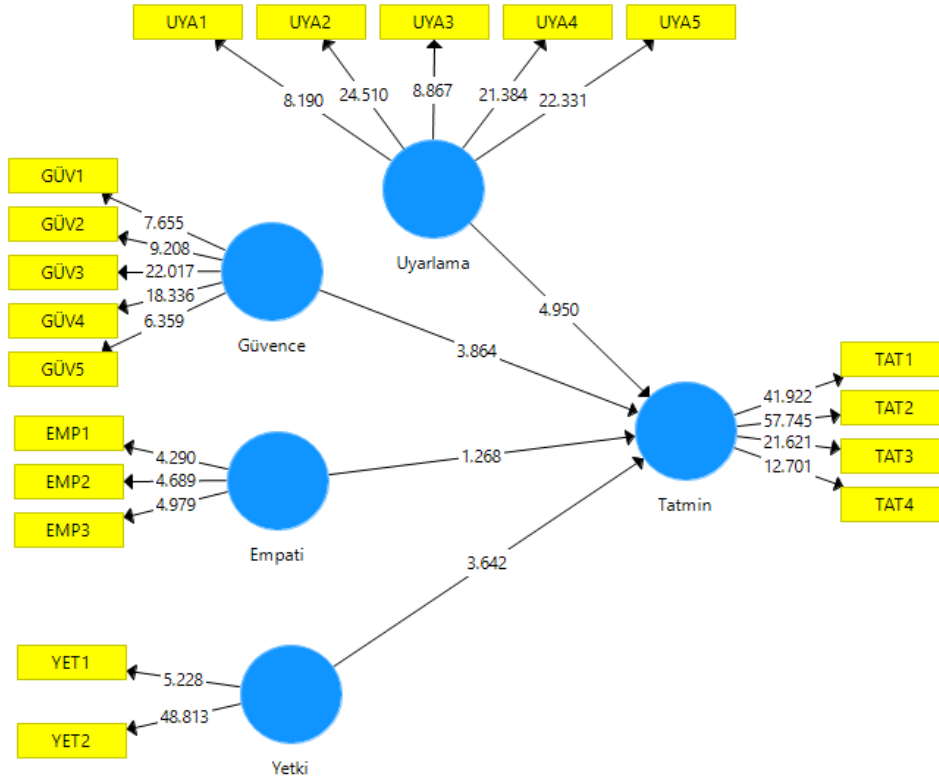 UYA1 UYA2 UYA3 UYA4 UYA5
8.190 24.510 8.867 21.384 22.331
Uyarlama
GÜV1
GÜV2
GÜV3
GÜV4
GÜV5
7.655
9.208
22.017
18.336
6.359
Güvence
4.950
3.864
EMP1
EMP2
EMP3
4.290
4.689
4.979
Empati
1.268
YET1
YET2
5.228
48.813
Yetki
3.642
Tatmin
41.922
57.745
21.621
12.701
TAT1
TAT2
TAT3
TAT4